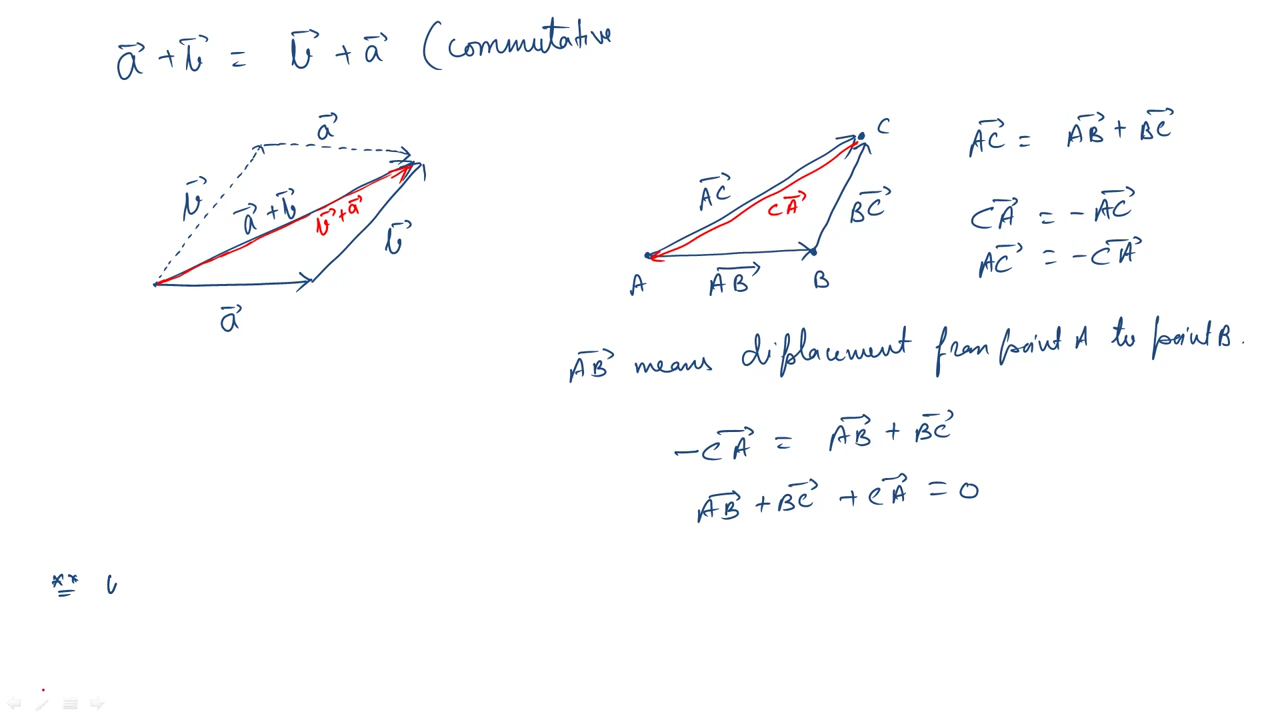 a⃗ + b⃗ = b⃗ + a⃗ (commutative
a⃗
b⃗
a⃗ + b⃗
b⃗ + a⃗
b⃗
a⃗
C
AC⃗
CA⃗
BC⃗
A
AB⃗
B
AC⃗ = AB⃗ + BC⃗
CA⃗ = -AC⃗
AC⃗ = -CA⃗
AB⃗ means displacement from point A to point B.
-CA⃗ = AB⃗ + BC⃗
AB⃗ + BC⃗ + CA⃗ = 0
**